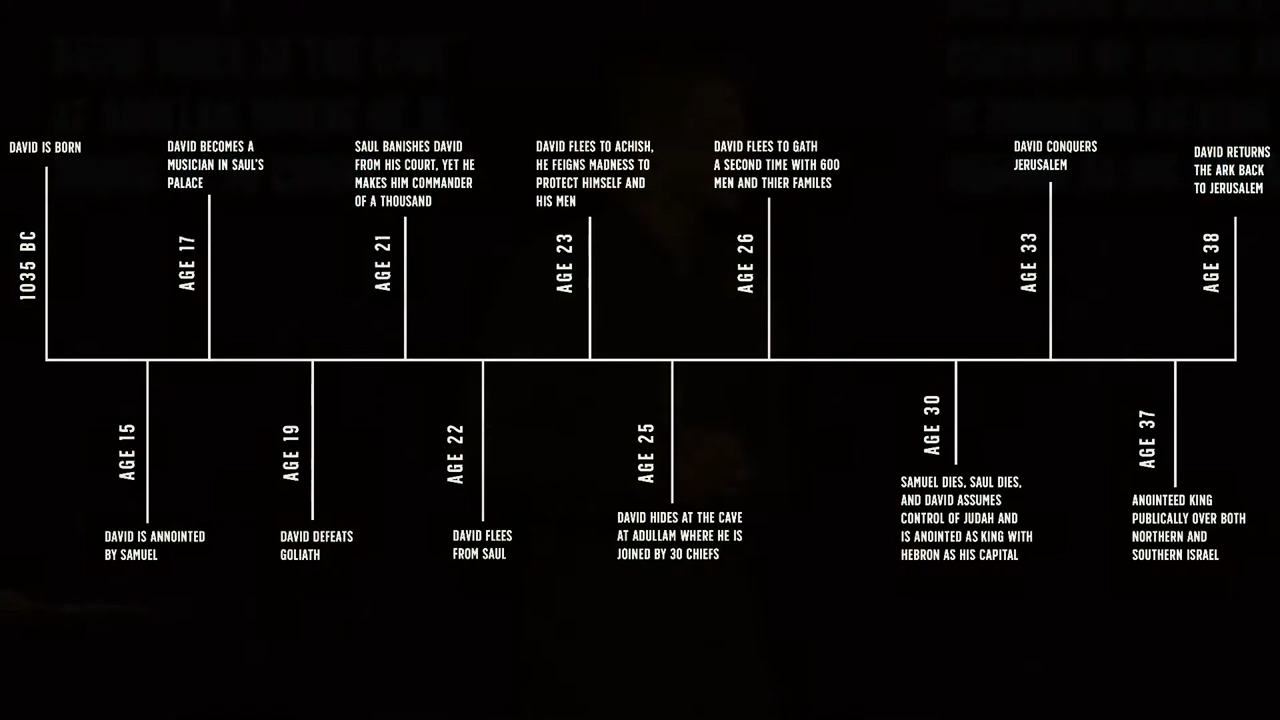 DAVID IS BORN
1035 BC
DAVID IS ANNOINTED
BY SAMUEL
AGE 15
DAVID BECOMES A
MUSICIAN IN SAUL'S
PALACE
AGE 17
DAVID DEFEATS
GOLIATH
AGE 19
SAUL BANISHES DAVID
FROM HIS COURT, YET HE
MAKES HIM COMMANDER
OF A THOUSAND
AGE 21
DAVID FLEES
FROM SAUL
AGE 22
DAVID FLEES TO ACHISH,
HE FEIGNS MADNESS TO
PROTECT HIMSELF AND
HIS MEN
AGE 23
DAVID HIDES AT THE CAVE
AT ADULLAM WHERE HE IS
JOINED BY 30 CHIEFS
AGE 25
DAVID FLEES TO GATH
A SECOND TIME WITH 600
MEN AND THIER FAMILES
AGE 26
SAMUEL DIES, SAUL DIES,
AND DAVID ASSUMES
CONTROL OF JUDAH AND
IS ANOINTED AS KING WITH
HEBRON AS HIS CAPITAL
AGE 30
DAVID CONQUERS
JERUSALEM
AGE 33
ANOINTEED KING
PUBLICALLY OVER BOTH
NORTHERN AND
SOUTHERN ISRAEL
AGE 37
DAVID RETURNS
THE ARK BACK
TO JERUSALEM
AGE 38